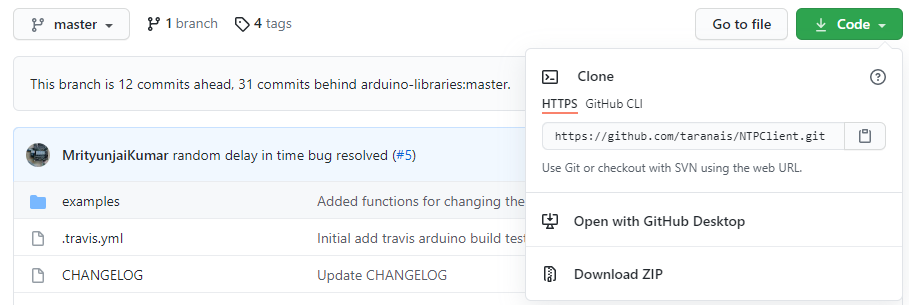 master
1 branch
4 tags
Go to file
Code
This branch is 12 commits ahead, 31 commits behind arduino-libraries:master.
Clone
HTTPS GitHub CLI
https://github.com/taranais/NTPClient.git
Use Git or checkout with SVN using the web URL.
Open with GitHub Desktop
Download ZIP
MrityunjaiKumar random delay in time bug resolved (#5)
examples Added functions for changing the
.travis.yml Initial add travis arduino build test
CHANGELOG Update CHANGELOG